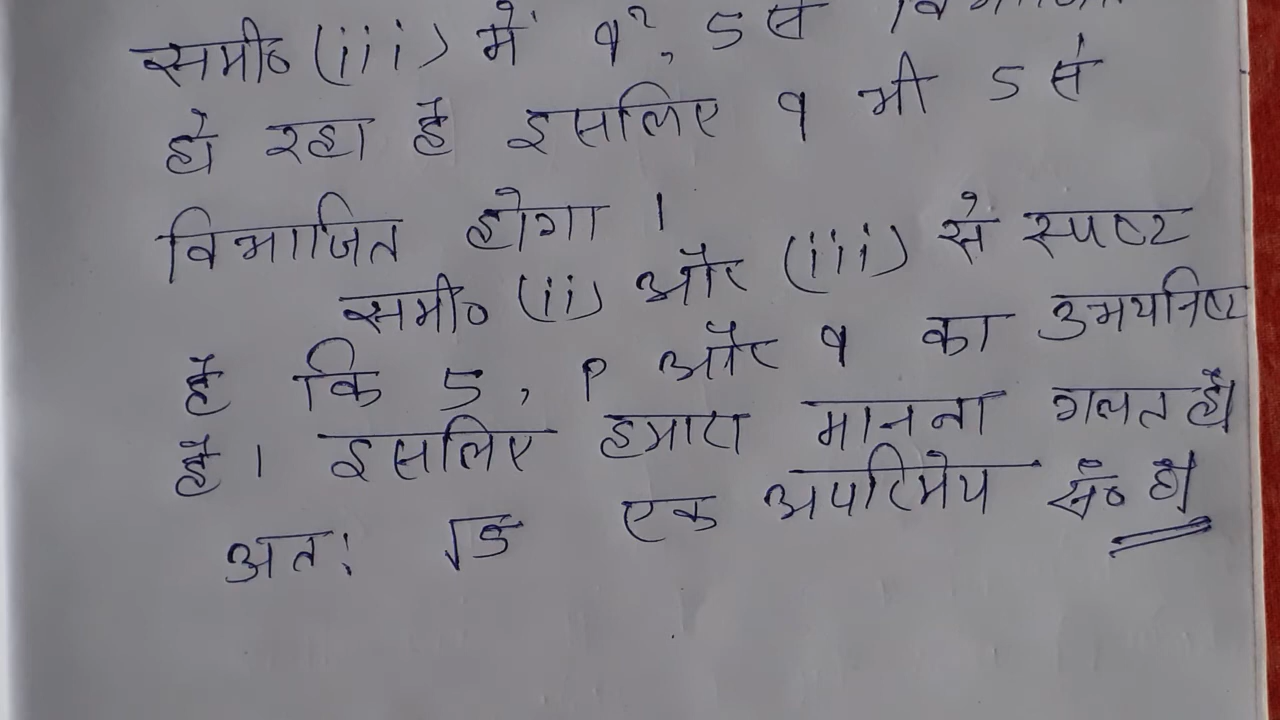 समी० (iii) में q², 5 से
हो रहा है इसलिए q भी 5 से
विभाजित होगा ।
समी० (ii) और (iii) से स्पष्ट
है कि 5, P और q का उभयनिष्ट
है । इसलिए हमारा मानना गलत है।
अतः √5 एक अपरिमेय सं० है।